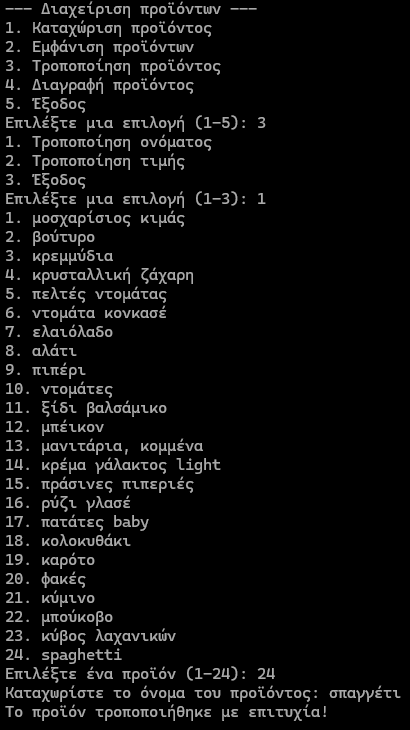 --- Διαχείριση προϊόντων ---
1. Καταχώριση προϊόντος
2. Εμφάνιση προϊόντων
3. Τροποποίηση προϊόντος
4. Διαγραφή προϊόντος
5. Έξοδος
Επιλέξτε μια επιλογή (1-5): 3
1. Τροποποίηση ονόματος
2. Τροποποίηση τιμής
3. Έξοδος
Επιλέξτε μια επιλογή (1-3): 1
1. μοσχαρίσιος κιμάς
2. βούτυρο
3. κρεμμύδια
4. κρυσταλλική ζάχαρη
5. πελτές ντομάτας
6. ντομάτα κονκασέ
7. ελαιόλαδο
8. αλάτι
9. πιπέρι
10. ντομάτες
11. ξίδι βαλσάμικο
12. μπέικον
13. μανιτάρια, κομμένα
14. κρέμα γάλακτος light
15. πράσινες πιπεριές
16. ρύζι γλασέ
17. πατάτες baby
18. κολοκυθάκι
19. καρότο
20. φακές
21. κύμινο
22. μπούκοβο
23. κύβος λαχανικών
24. spaghetti
Επιλέξτε ένα προϊόν (1-24): 24
Καταχωρίστε το όνομα του προϊόντος: σπαγγέτι
Το προϊόν τροποποιήθηκε με επιτυχία!